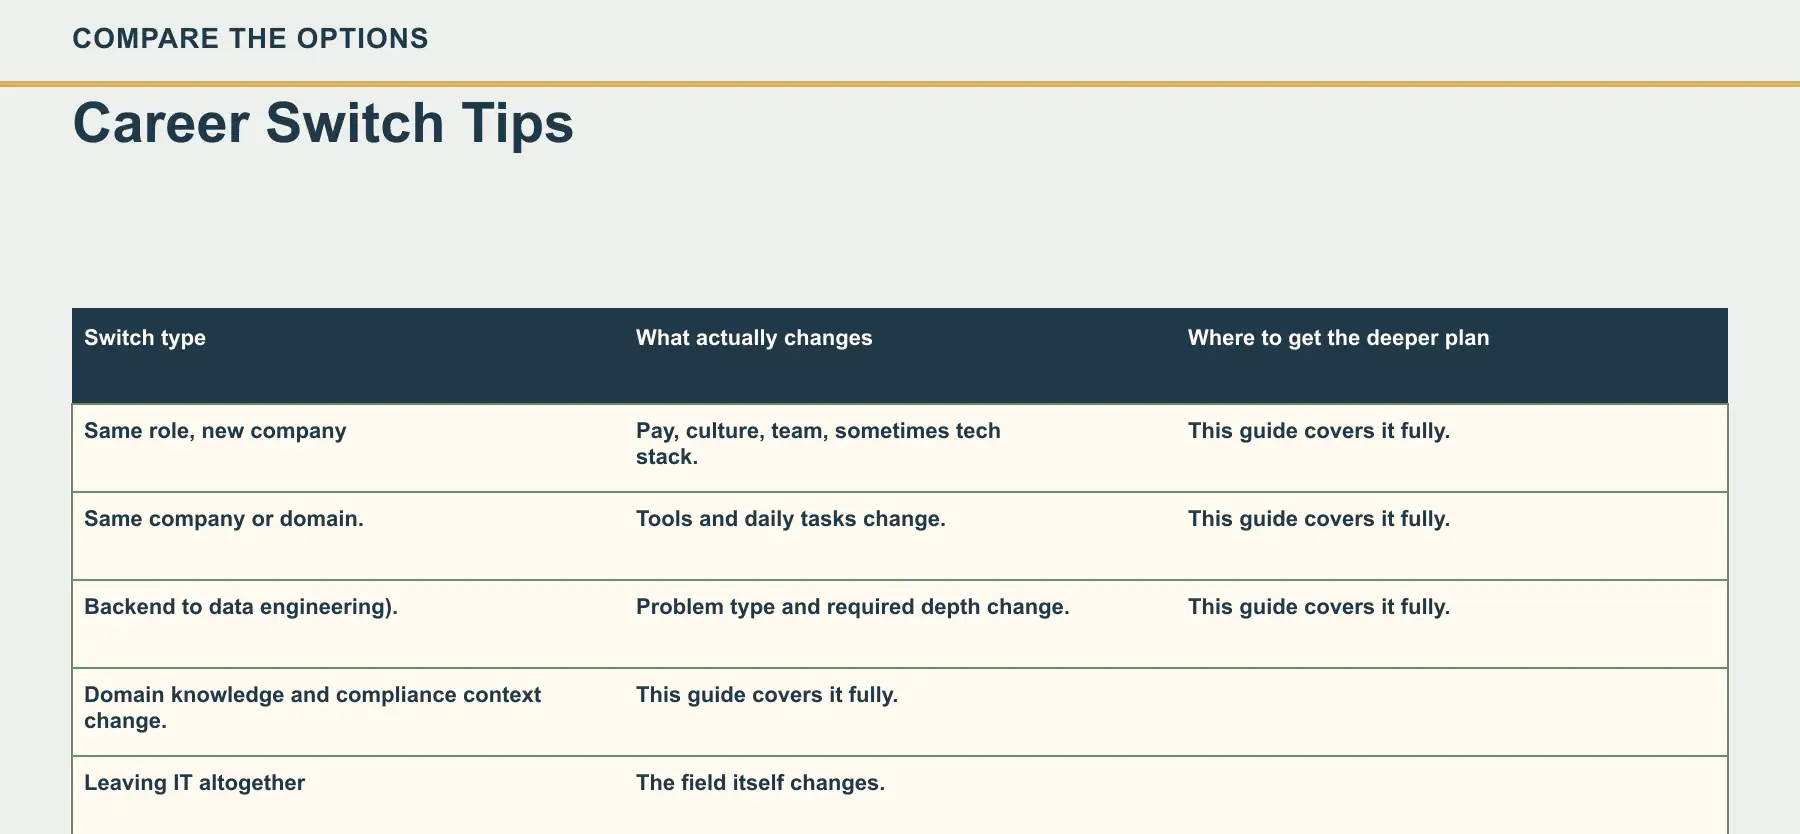 COMPARE THE OPTIONS
Career Switch Tips
Switch type
What actually changes
Where to get the deeper plan
Same role, new company
Pay, culture, team, sometimes tech
stack.
This guide covers it fully.
Same company or domain.
Tools and daily tasks change.
This guide covers it fully.
Backend to data engineering).
Problem type and required depth change.
This guide covers it fully.
Domain knowledge and compliance context
change.
This guide covers it fully.
Leaving IT altogether
The field itself changes.